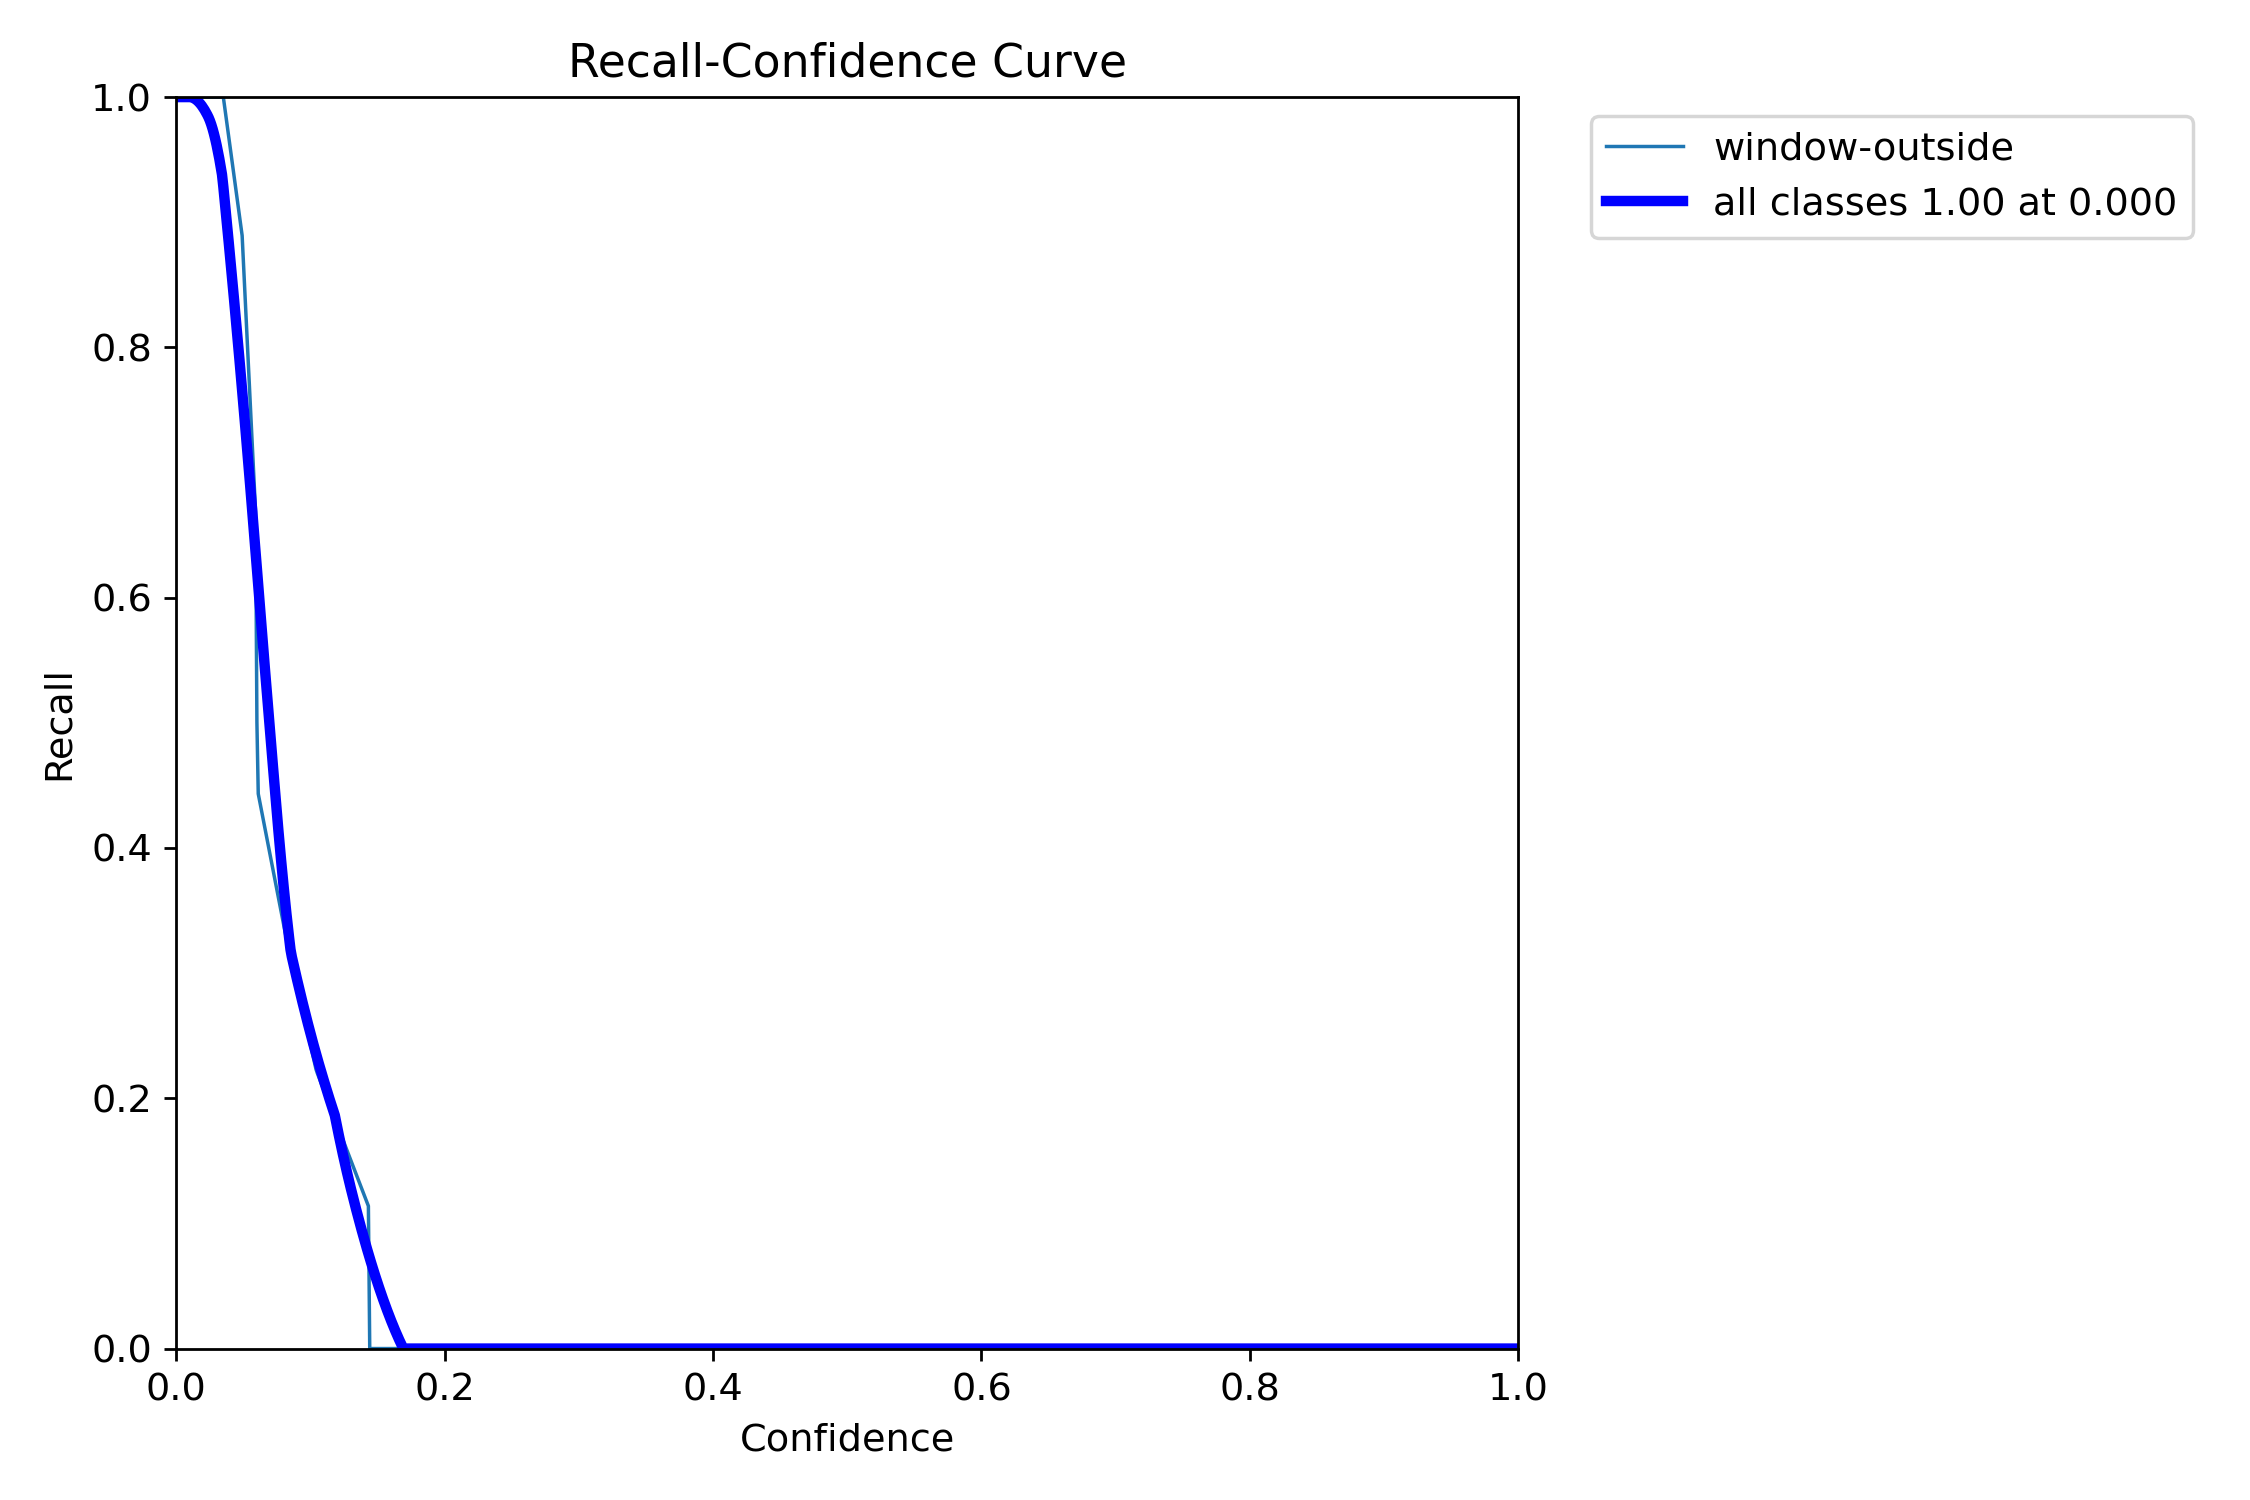 Recall-Confidence Curve
window-outside
all classes 1.00 at 0.000
1.0
0.8
0.6
0.4
0.2
0.0
Recall
0.0 0.2 0.4 0.6 0.8 1.0
Confidence